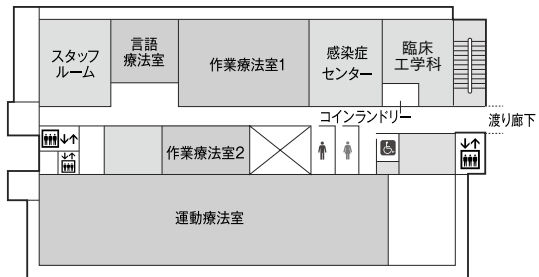 スタッフ
ルーム
言語
療法室
作業療法室1
感染症
センター
臨床
工学科
コインランドリー
渡り廊下
作業療法室2
運動療法室